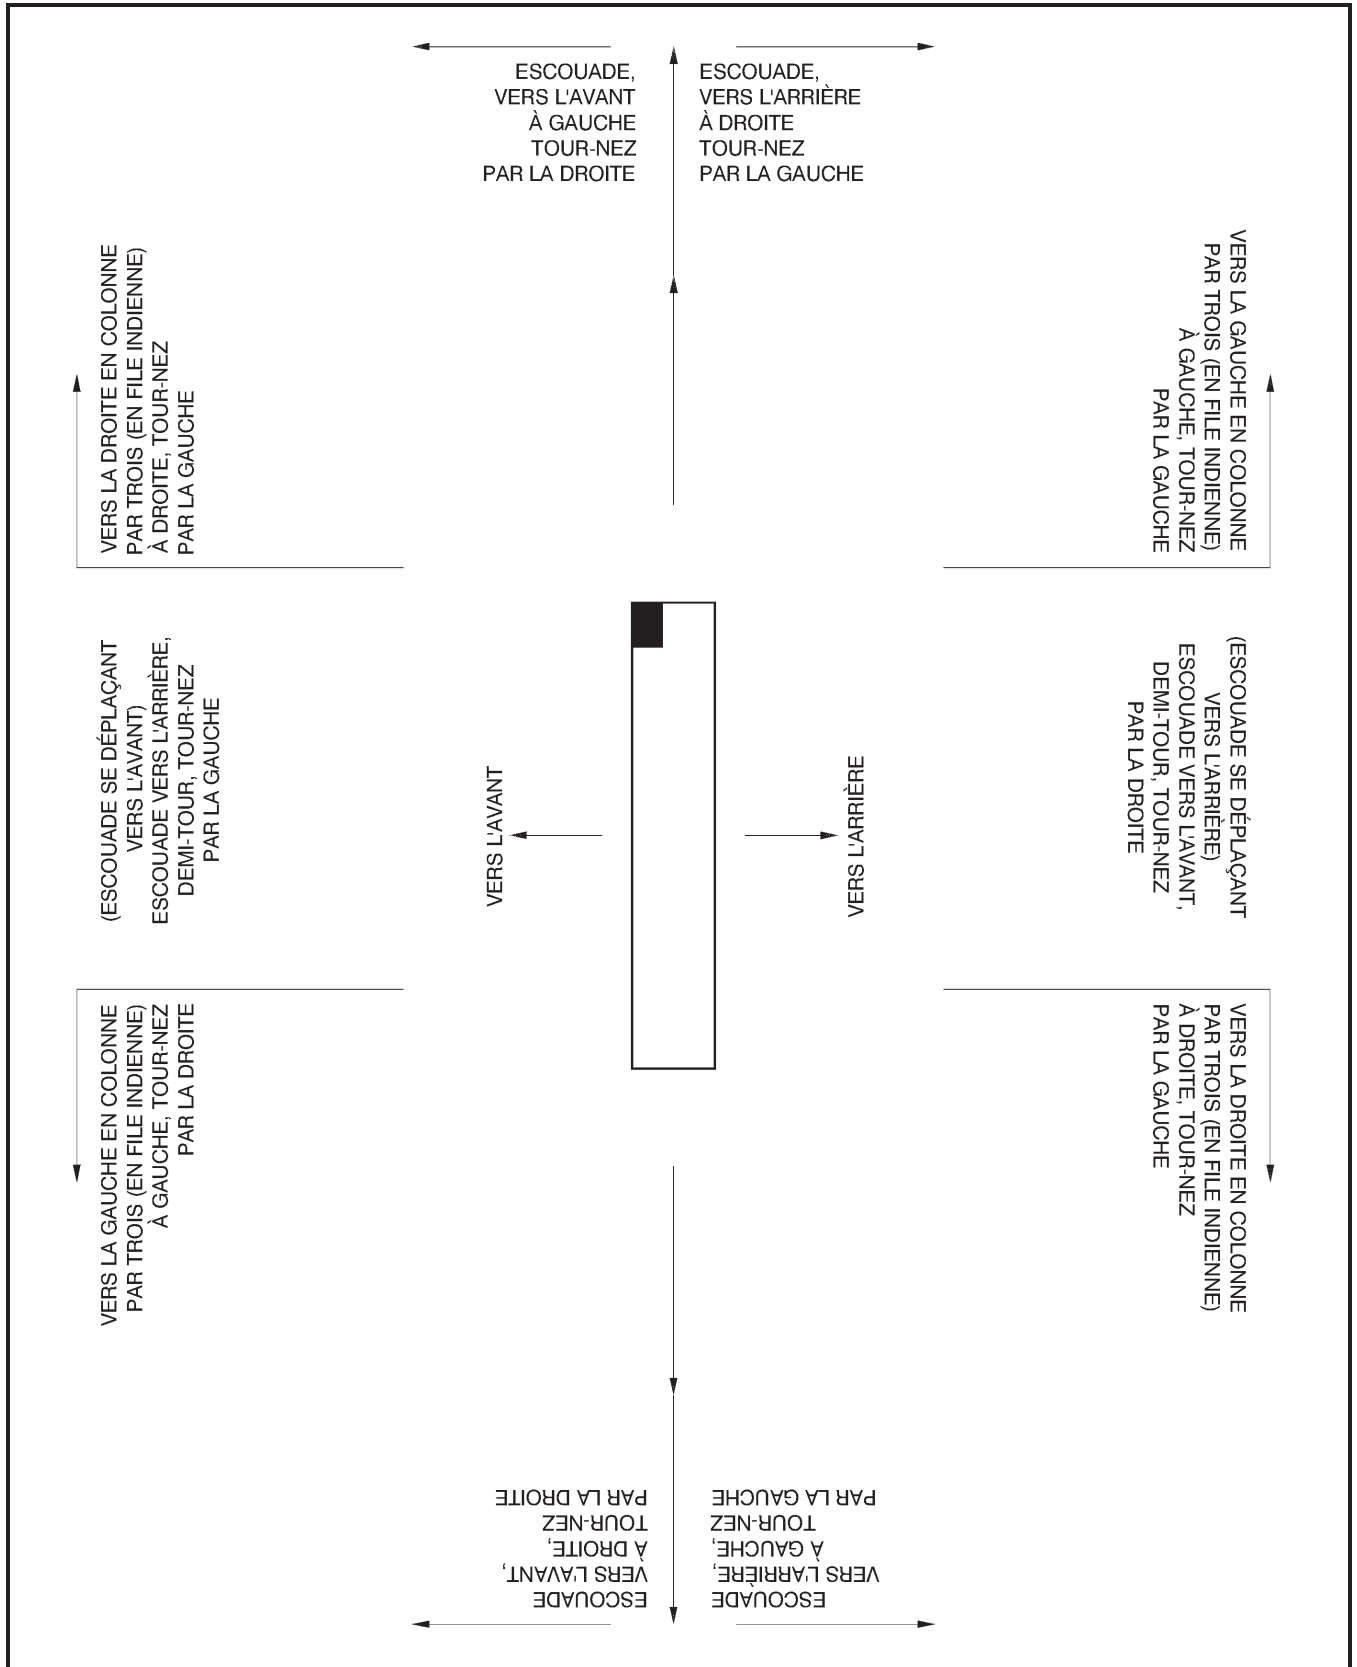 ESCOUADE,
VERS L'AVANT
À GAUCHE
TOUR-NEZ
PAR LA DROITE
ESCOUADE,
VERS L'ARRIÈRE
À DROITE
TOUR-NEZ
PAR LA GAUCHE
VERS LA DROITE EN COLONNE
PAR TROIS (EN FILE INDIENNE)
À DROITE, TOUR-NEZ
PAR LA GAUCHE
VERS LA GAUCHE EN COLONNE
PAR TROIS (EN FILE INDIENNE)
À GAUCHE, TOUR-NEZ
PAR LA GAUCHE
(ESCOUADE SE DÉPLAÇANT
VERS L'AVANT)
ESCOUADE VERS L'ARRIÈRE,
DEMI-TOUR, TOUR-NEZ
PAR LA GAUCHE
VERS L'AVANT
VERS L'ARRIÈRE
(ESCOUADE SE DÉPLAÇANT
VERS L'ARRIÈRE)
ESCOUADE VERS L'AVANT,
DEMI-TOUR, TOUR-NEZ
PAR LA DROITE
VERS LA GAUCHE EN COLONNE
PAR TROIS (EN FILE INDIENNE)
À GAUCHE, TOUR-NEZ
PAR LA DROITE
VERS LA DROITE EN COLONNE
PAR TROIS (EN FILE INDIENNE)
À DROITE, TOUR-NEZ
PAR LA GAUCHE
ESCOUADE
VERS L'AVANT,
À DROITE,
TOUR-NEZ
PAR LA DROITE
ESCOUADE
VERS L'ARRIÈRE,
À GAUCHE,
TOUR-NEZ
PAR LA GAUCHE